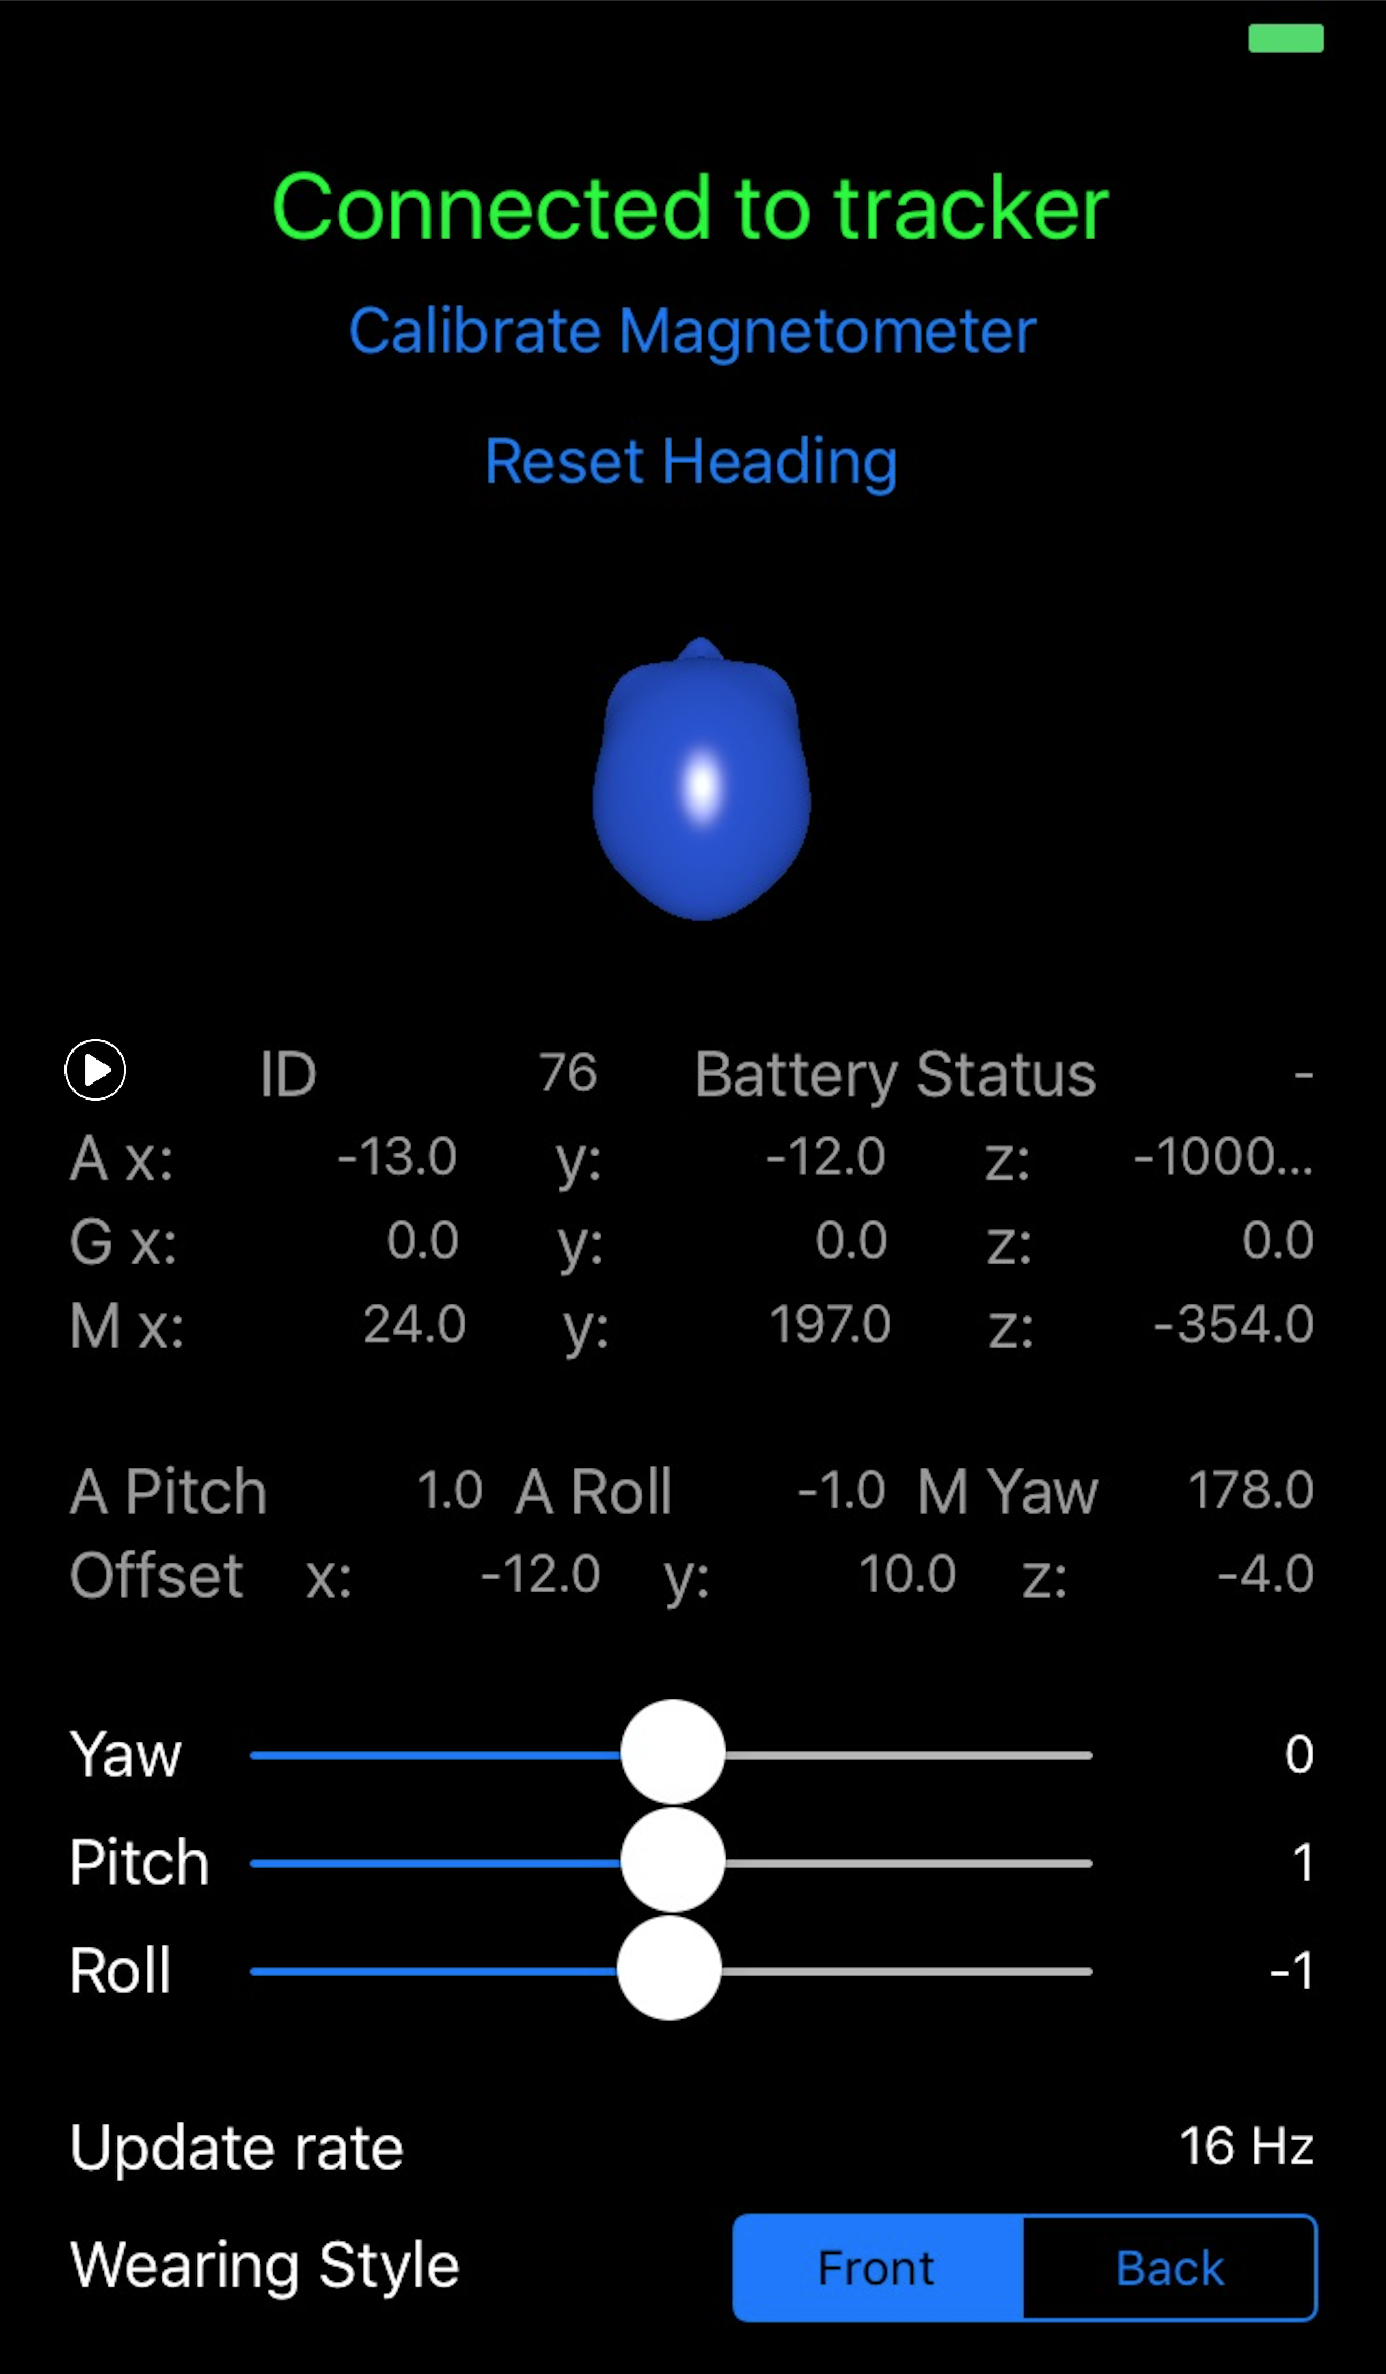 Connected to tracker
Calibrate Magnetometer
Reset Heading
ID 76 Battery Status -
A x: -13.0 y: -12.0 z: -1000...
G x: 0.0 y: 0.0 z: 0.0
M x: 24.0 y: 197.0 z: -354.0
A Pitch 1.0 A Roll -1.0 M Yaw 178.0
Offset x: -12.0 y: 10.0 z: -4.0
Yaw 0
Pitch 1
Roll -1
Update rate 16 Hz
Wearing Style Front Back